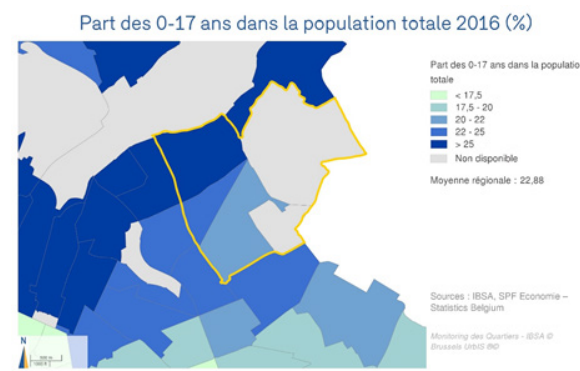 Part des 0-17 ans dans la population totale 2016 (%)
Part des 0-17 ans dans la populatio
totale
< 17,5
17,5 - 20
20 - 22
22 - 25
> 25
Non disponible
Moyenne régionale : 22,88
Sources : IBSA, SPF Economie –
Statistics Belgium
Monitoring des Quartiers - IBSA ©
Brussels UrbIS ®©
N